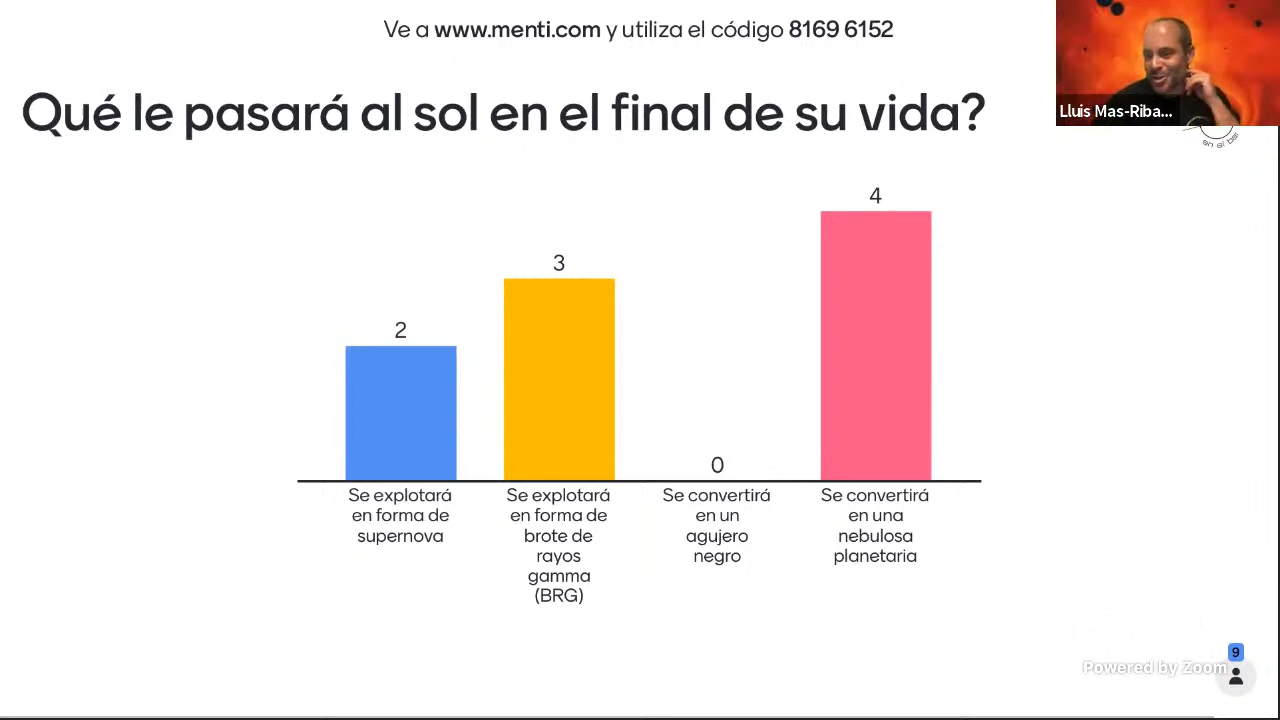 Ve a www.menti.com y utiliza el código 8169 6152
Qué le pasará al sol en el final de su vida?
Lluis Mas-Riba...
en el bar
2
3
0
4
Se explotará
en forma de
supernova
Se explotará
en forma de
brote de
rayos
gamma
(BRG)
Se convertirá
en un
agujero
negro
Se convertirá
en una
nebulosa
planetaria
9
Powered by Zoom